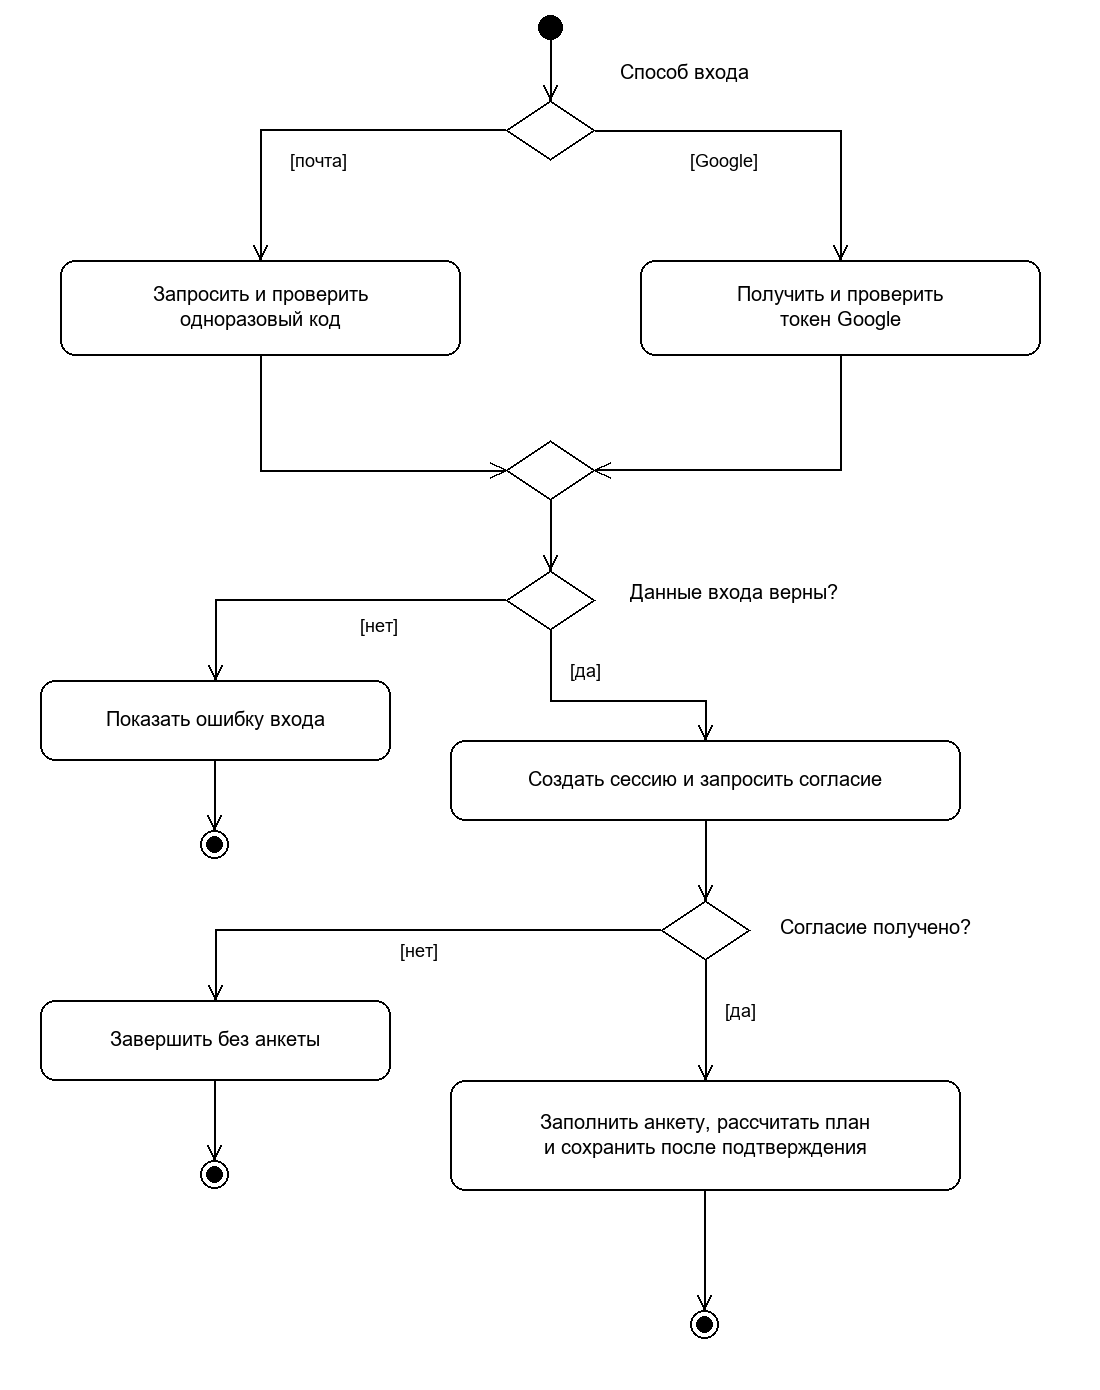 Способ входа
[почта]
[Google]
Запросить и проверить
одноразовый код
Получить и проверить
токен Google
Данные входа верны?
[нет]
[да]
Показать ошибку входа
Создать сессию и запросить согласие
Согласие получено?
[нет]
[да]
Завершить без анкеты
Заполнить анкету, рассчитать план
и сохранить после подтверждения